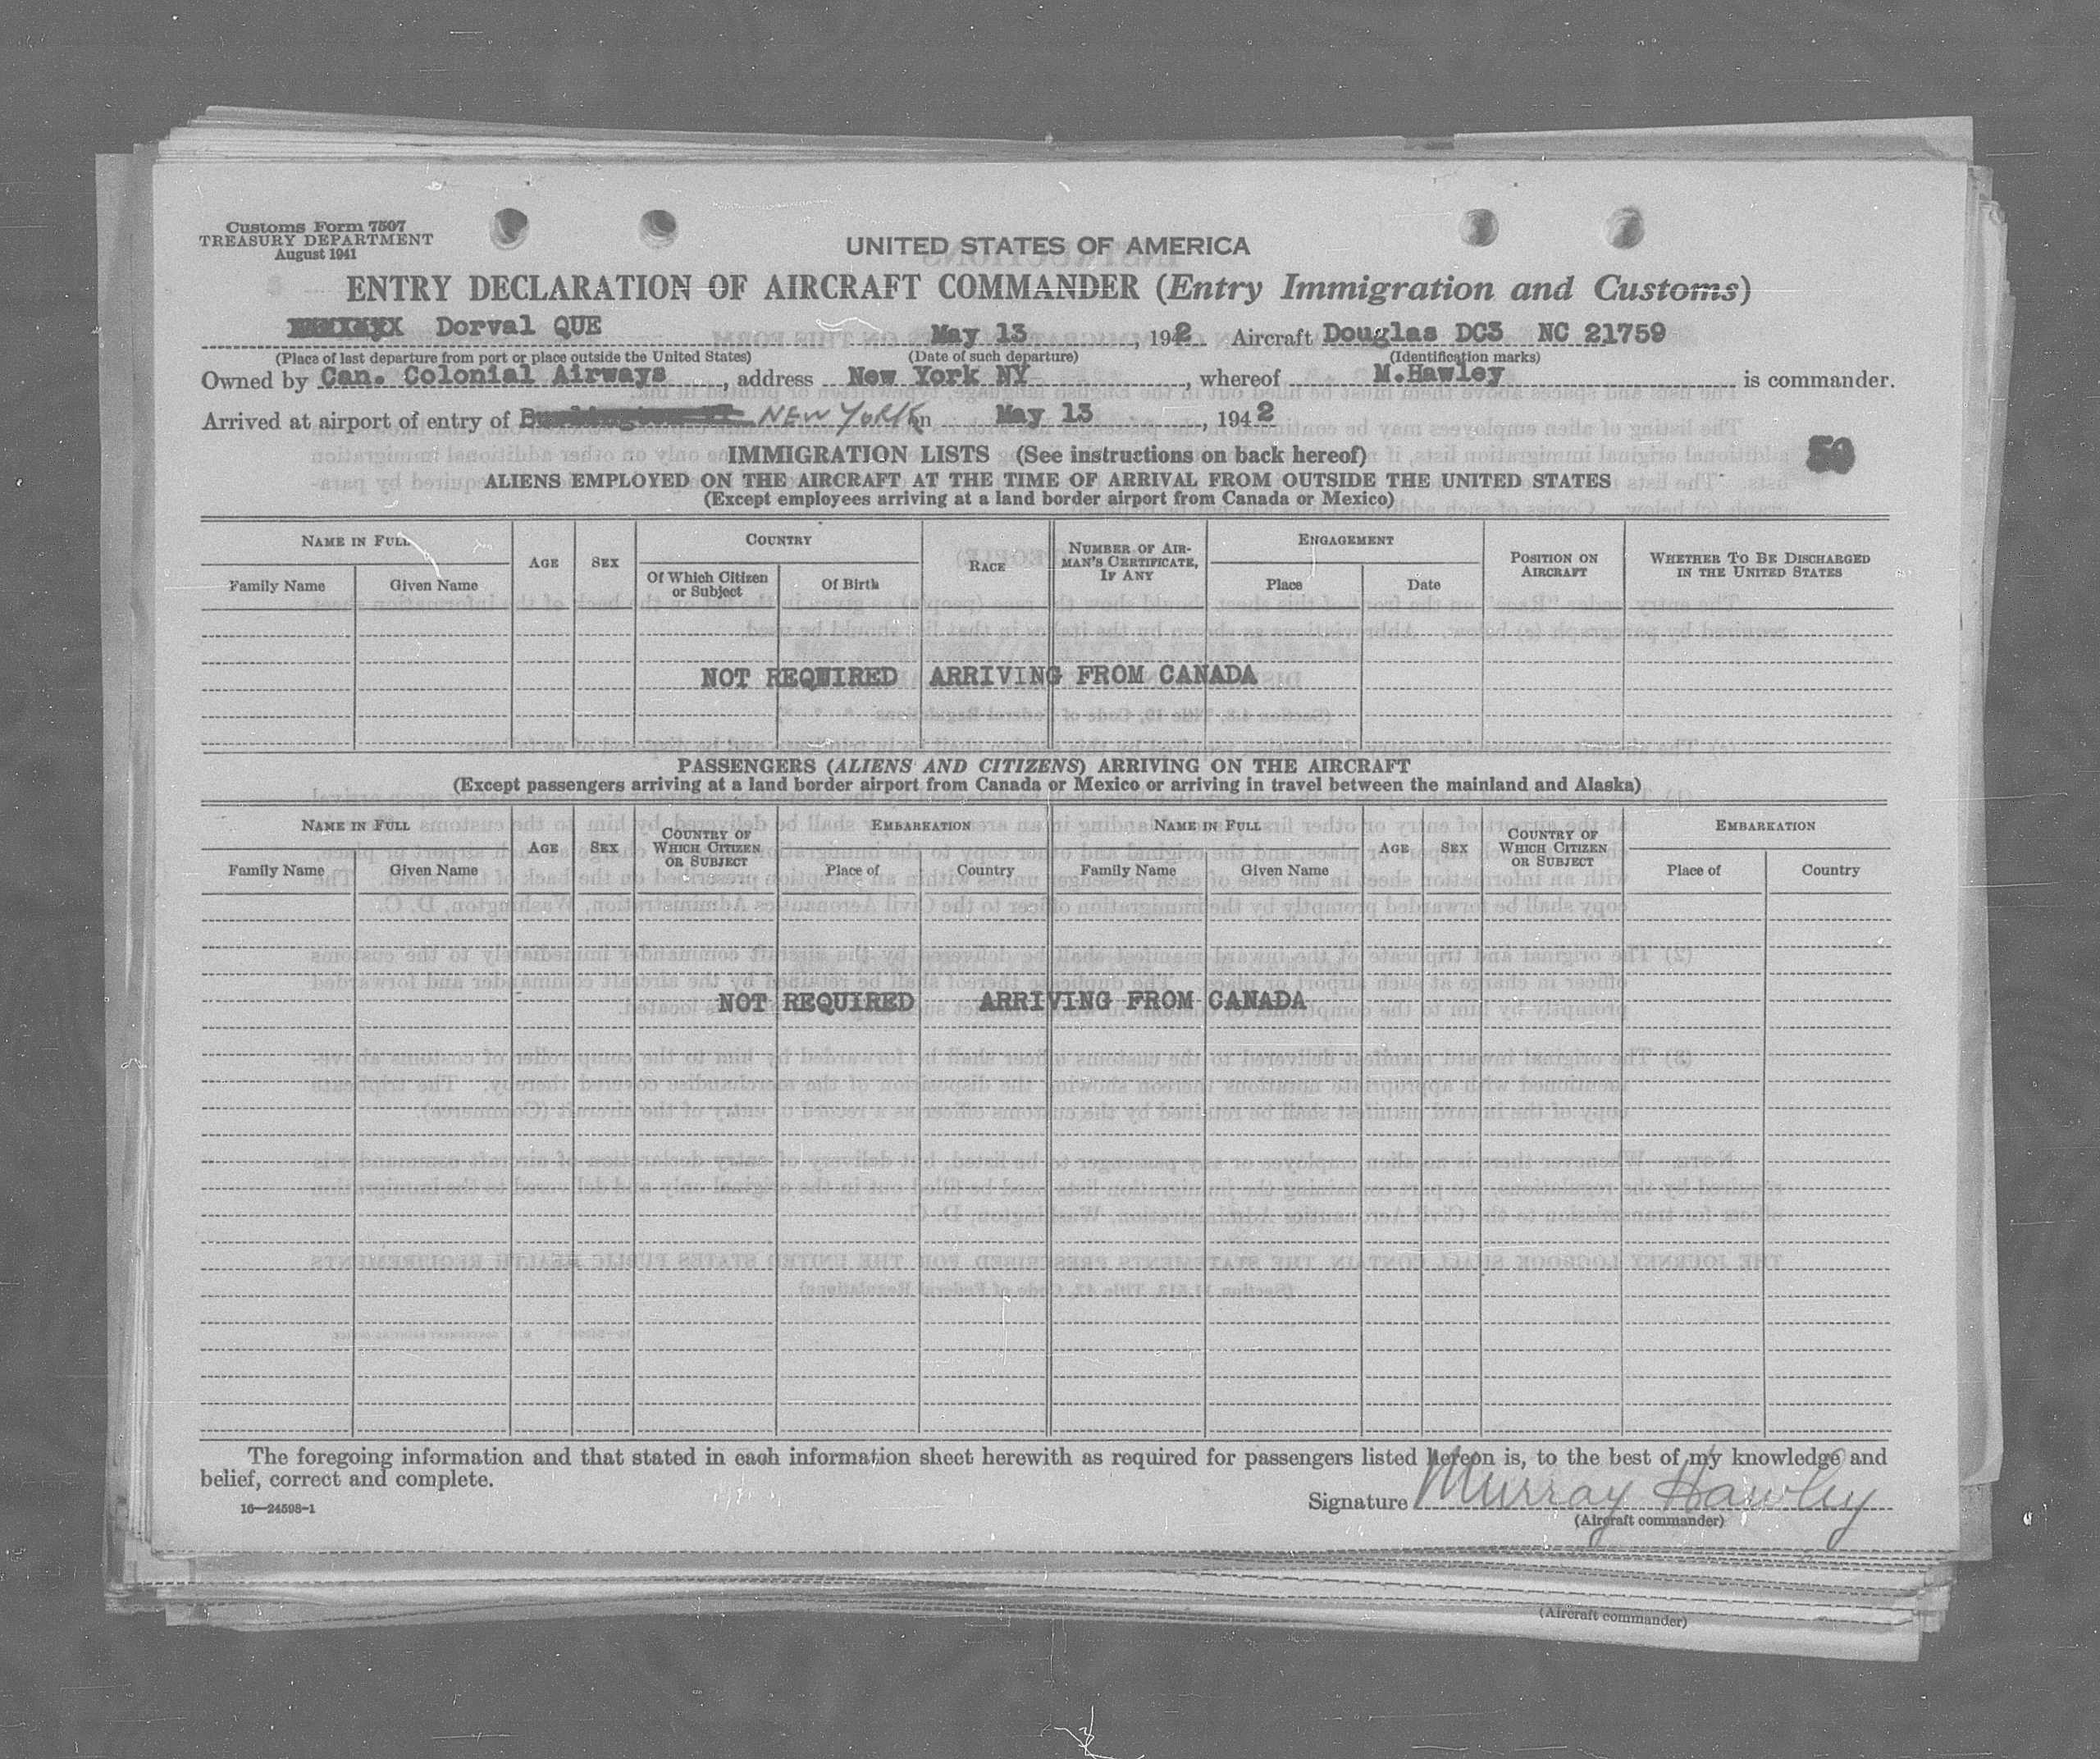 Customs Form 7507
TREASURY DEPARTMENT
August 1941
UNITED STATES OF AMERICA
ENTRY DECLARATION OF AIRCRAFT COMMANDER (Entry Immigration and Customs)
Dorval QUE May 13, 1942 Aircraft Douglas DC3 NC 21759
(Place of last departure from port or place outside the United States) (Date of such departure) (Identification marks)
Owned by Can. Colonial Airways, address New York NY, whereof M.Hawley is commander.
Arrived at airport of entry of Burlington VT. NEW YORK on May 13, 1942
50
IMMIGRATION LISTS (See instructions on back hereof)
ALIENS EMPLOYED ON THE AIRCRAFT AT THE TIME OF ARRIVAL FROM OUTSIDE THE UNITED STATES
(Except employees arriving at a land border airport from Canada or Mexico)
NAME IN FULL AGE SEX COUNTRY RACE NUMBER OF AIRMAN'S CERTIFICATE, IF ANY ENGAGEMENT POSITION ON AIRCRAFT WHETHER TO BE DISCHARGED IN THE UNITED STATES
Family Name Given Name Of Which Citizen or Subject Of Birth Place Date
NOT REQUIRED ARRIVING FROM CANADA
PASSENGERS (ALIENS AND CITIZENS) ARRIVING ON THE AIRCRAFT
(Except passengers arriving at a land border airport from Canada or Mexico or arriving in travel between the mainland and Alaska)
NAME IN FULL AGE SEX COUNTRY OF WHICH CITIZEN OR SUBJECT EMBARKATION NAME IN FULL AGE SEX COUNTRY OF WHICH CITIZEN OR SUBJECT EMBARKATION
Family Name Given Name Place of Country Family Name Given Name Place of Country
NOT REQUIRED ARRIVING FROM CANADA
The foregoing information and that stated in each information sheet herewith as required for passengers listed hereon is, to the best of my knowledge and
belief, correct and complete.
16—24598-1
Signature Murray Hawley
(Aircraft commander)
(Aircraft commander)